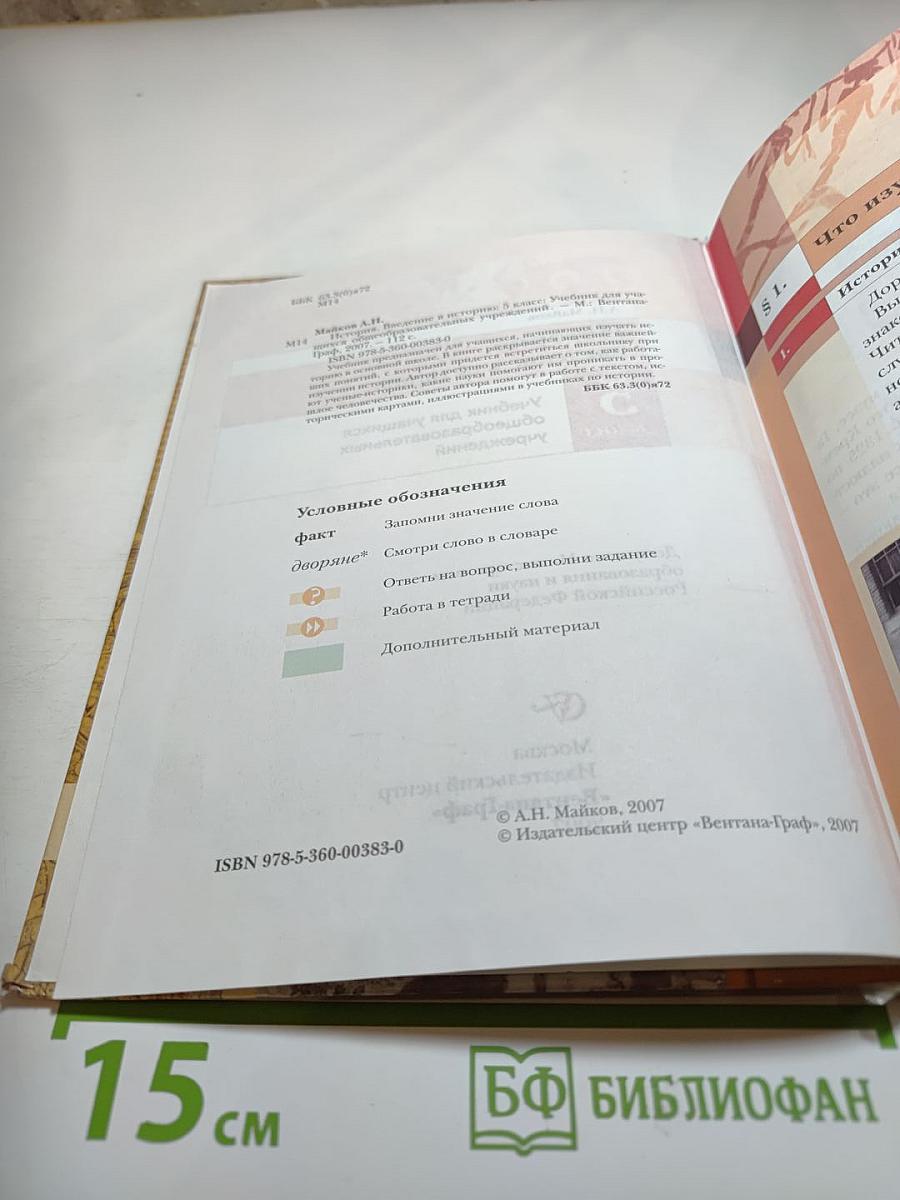 ББК 63.3(0)я72
М14
Майков А.Н.
М14 История. Введение в историю: 5 класс: Учебник для уча-
щихся общеобразовательных учреждений. — М.: Вентана-
Граф, 2007. — 112 с.
ISBN 978-5-360-00383-0
Учебник предназначен для учащихся, начинающих изучать ис-
торию в основной школе. В книге раскрывается значение важней-
ших понятий, с которыми придется встретиться школьнику при
изучении истории. Автор доступно рассказывает о том, как работа-
ют ученые-историки, какие науки помогают им проникать в про-
шлое человечества. Советы автора помогут в работе с текстом, ис-
торическими картами, иллюстрациями в учебниках по истории.
ББК 63.3(0)я72
Условные обозначения
факт Запомни значение слова
дворяне* Смотри слово в словаре
? Ответь на вопрос, выполни задание
Работа в тетради
Дополнительный материал
© А.Н. Майков, 2007
© Издательский центр «Вентана-Граф», 2007
ISBN 978-5-360-00383-0
§ 1.
Что изу
1.
Истори
Дор
Вы
знак
Чит
15 см
БФ БИБЛИОФАН